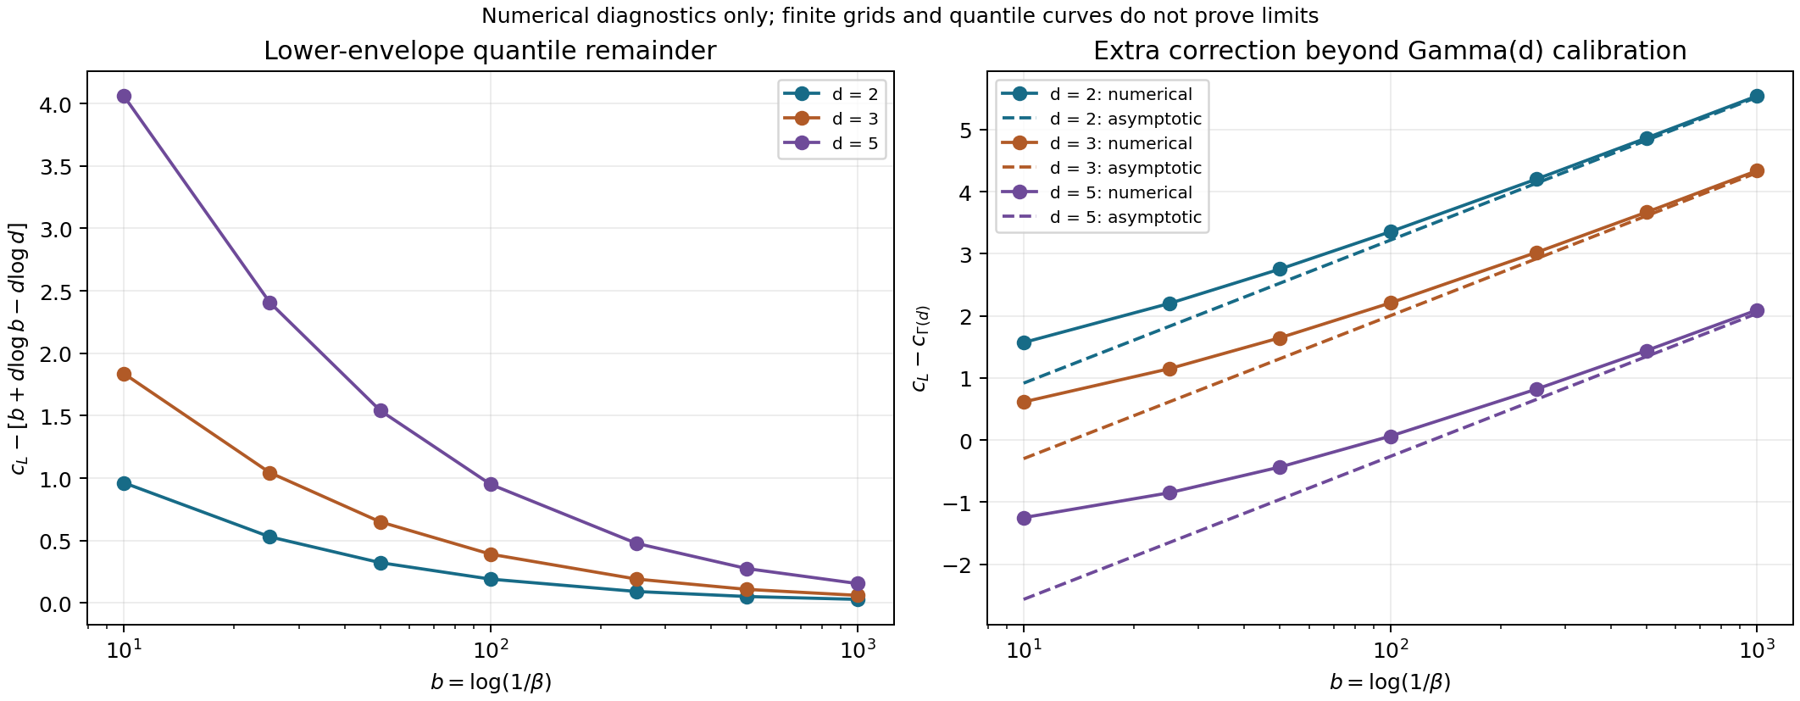 Numerical diagnostics only; finite grids and quantile curves do not prove limits
Lower-envelope quantile remainder
d = 2
d = 3
d = 5
4.0
3.5
3.0
2.5
2.0
1.5
1.0
0.5
0.0
c_L − [b + d log b − d log d]
10^1
10^2
10^3
b = log(1/β)
Extra correction beyond Gamma(d) calibration
d = 2: numerical
d = 2: asymptotic
d = 3: numerical
d = 3: asymptotic
d = 5: numerical
d = 5: asymptotic
5
4
3
2
1
0
−1
−2
c_L − c_Γ(d)
10^1
10^2
10^3
b = log(1/β)